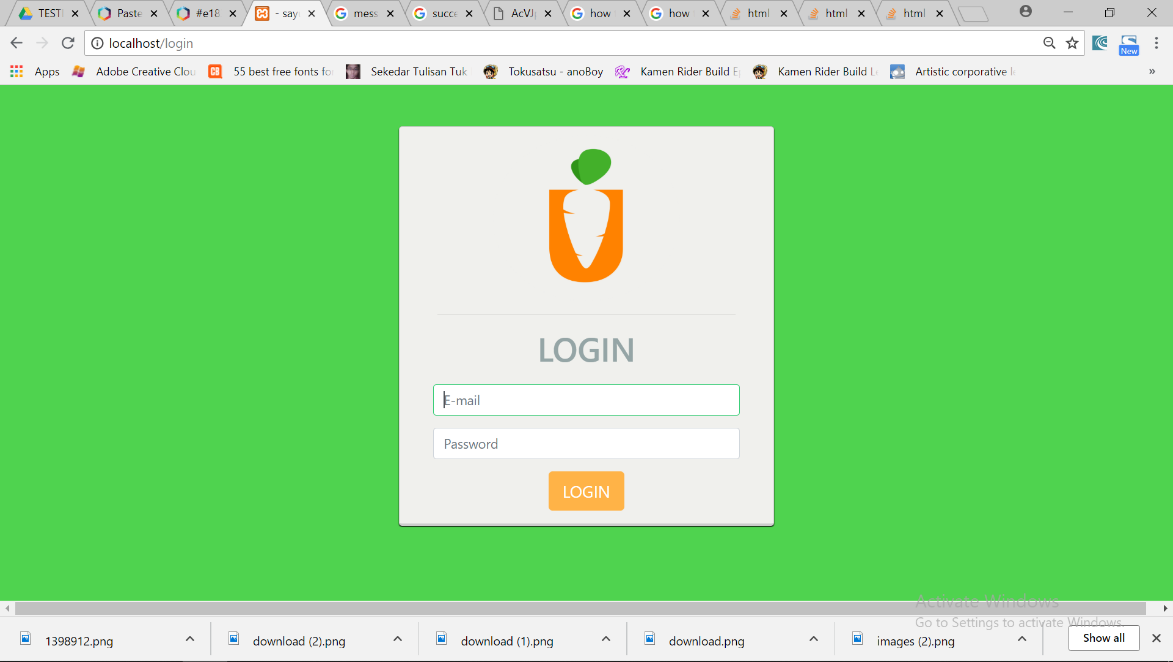 TEST
Paste
#e18
- say
mess
succe
AcVJ
how
how
html
html
html
localhost/login
New
Apps
Adobe Creative Clou
55 best free fonts fo
Sekedar Tulisan Tuk
Tokusatsu - anoBoy
Kamen Rider Build E
Kamen Rider Build L
Artistic corporative l
»
LOGIN
E-mail
Password
LOGIN
Activate Windows
Go to Settings to activate Windows.
1398912.png
download (2).png
download (1).png
download.png
images (2).png
Show all